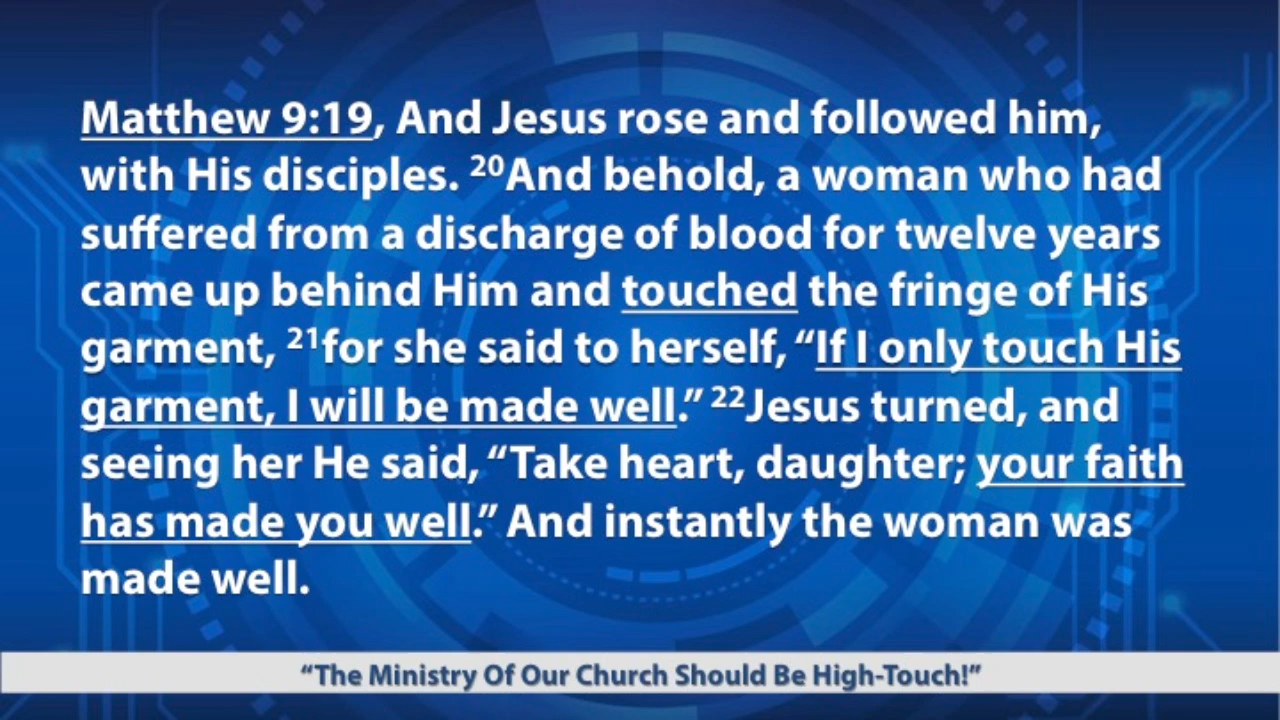 Matthew 9:19, And Jesus rose and followed him,
with His disciples. ²⁰And behold, a woman who had
suffered from a discharge of blood for twelve years
came up behind Him and touched the fringe of His
garment, ²¹for she said to herself, “If I only touch His
garment, I will be made well.” ²²Jesus turned, and
seeing her He said, “Take heart, daughter; your faith
has made you well.” And instantly the woman was
made well.
“The Ministry Of Our Church Should Be High-Touch!”